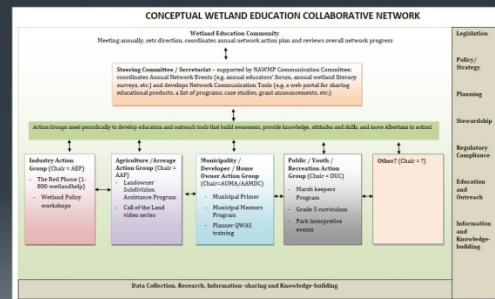 CONCEPTUAL WETLAND EDUCATION COLLABORATIVE NETWORK
Wetland Education Community
Meeting annually, sets direction, coordinates annual network action plan and reviews overall network progress
Steering Committee / Secretariat – supported by NAWMP Communication Committee;
coordinates Annual Network Events (e.g. annual educators' forum, annual wetland literacy
surveys, etc.) and develops Network Communication Tools (e.g. a web portal for sharing
educational products, a list of programs, case studies, grant announcements, etc.)
Action Groups meet periodically to develop education and outreach tools that build awareness, provide knowledge, attitudes and skills, and move Albertans to action!
Industry Action
Group (Chair =
AEP)
- The Red Phone (1-
800-wetlandhelp)
- Wetland Policy
workshops
Agriculture /Acreage
Action Group (Chair =
AAF)
- Landowner
Subdivision
Assistance Program
- Call of the Land
video series
Municipality /
Developer / Home
Owner Action Group
(Chair=AUMA/AAMDC)
- Municipal Primer
- Municipal Mentors
Program
- Planner QWAS
training
Public / Youth /
Recreation Action
Group (Chair = DUC)
- Marsh keepers
Program
- Grade 5 curriculum
- Park interpretive
events
Other? (Chair = ?)
Data Collection, Research, Information-sharing and Knowledge-building
Legislation
Policy/
Strategy
Planning
Stewardship
Regulatory
Compliance
Education
and
Outreach
Information
and
Knowledge-
building